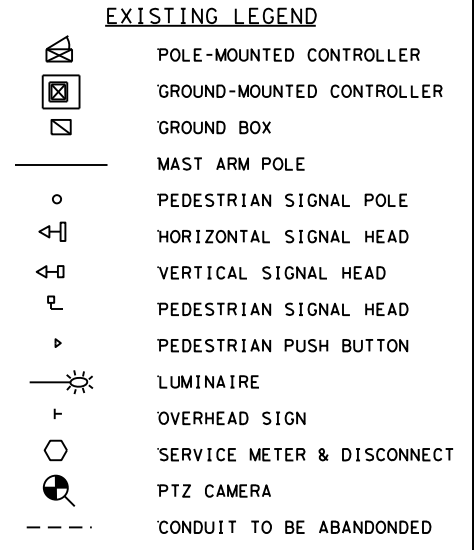 EXISTING LEGEND
POLE-MOUNTED CONTROLLER
GROUND-MOUNTED CONTROLLER
GROUND BOX
MAST ARM POLE
PEDESTRIAN SIGNAL POLE
HORIZONTAL SIGNAL HEAD
VERTICAL SIGNAL HEAD
PEDESTRIAN SIGNAL HEAD
PEDESTRIAN PUSH BUTTON
LUMINAIRE
OVERHEAD SIGN
SERVICE METER & DISCONNECT
PTZ CAMERA
CONDUIT TO BE ABANDONED